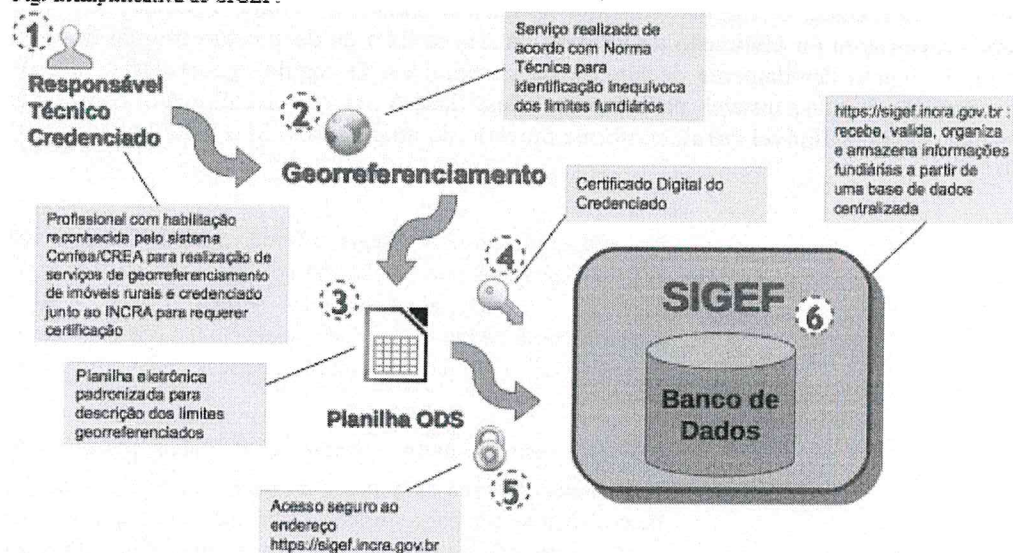 1
Responsável
Técnico
Credenciado
Profissional com habilitação
reconhecida pelo sistema
Confea/CREA para realização de
serviços de georreferenciamento
de imóveis rurais e credenciado
junto ao INCRA para requerer
certificação
2
Georreferenciamento
Serviço realizado de
acordo com Norma
Técnica para
identificação inequívoca
dos limites fundiários
3
Planilha ODS
Planilha eletrônica
padronizada para
descrição dos limites
georreferenciados
4
Certificado Digital do
Credenciado
5
Acesso seguro ao
endereço
https://sigef.incra.gov.br
SIGEF
6
Banco de
Dados
https://sigef.incra.gov.br :
recebe, valida, organiza
e armazena informações
fundiárias a partir de
uma base de dados
centralizada